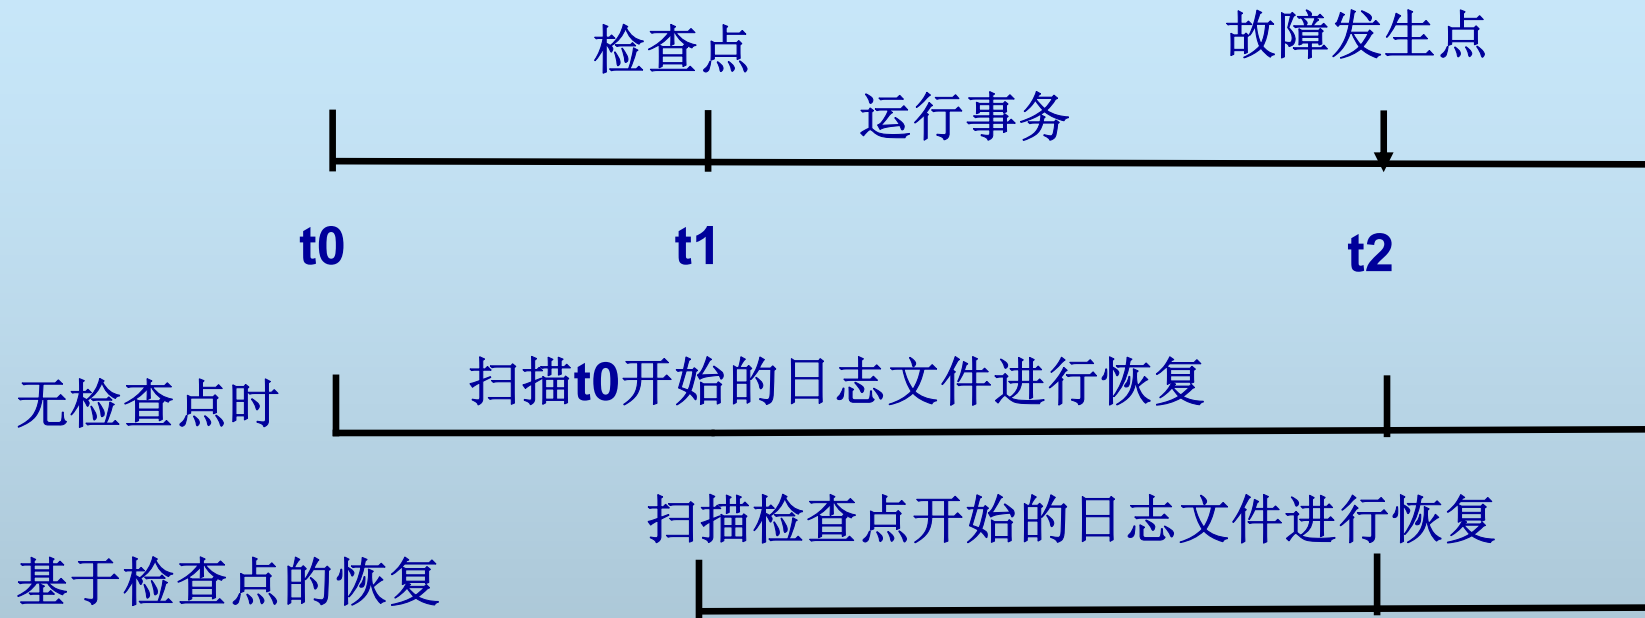 检查点
故障发生点
运行事务
t0
t1
t2
无检查点时
扫描t0开始的日志文件进行恢复
扫描检查点开始的日志文件进行恢复
基于检查点的恢复